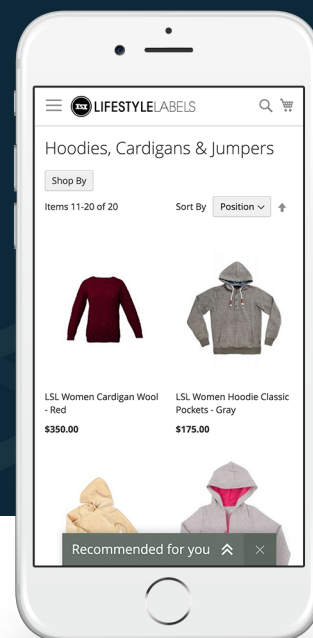 LSL LIFESTYLELABELS
Hoodies, Cardigans & Jumpers
Shop By
Items 11-20 of 20
Sort By Position
LSL Women Cardigan Wool
- Red
$350.00
LSL Women Hoodie Classic
Pockets - Gray
$175.00
Recommended for you